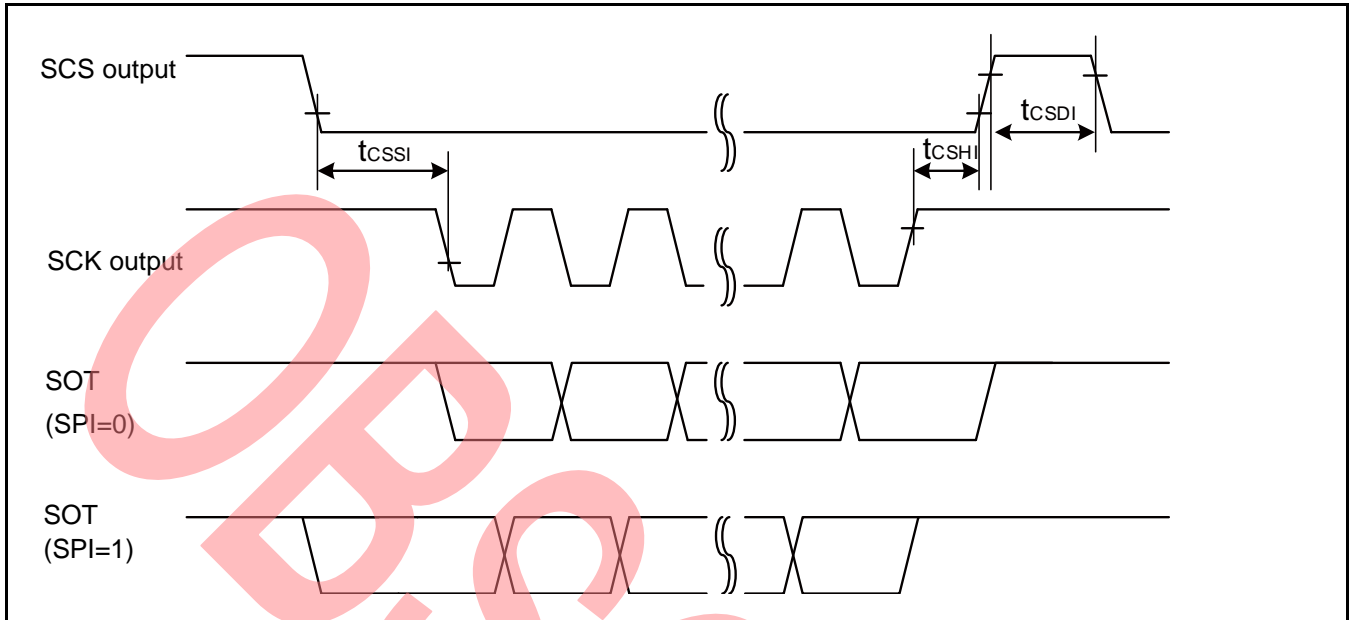 SCS output
tCSDI
tCSSI
tCSHI
SCK output
SOT
(SPI=0)
SOT
(SPI=1)